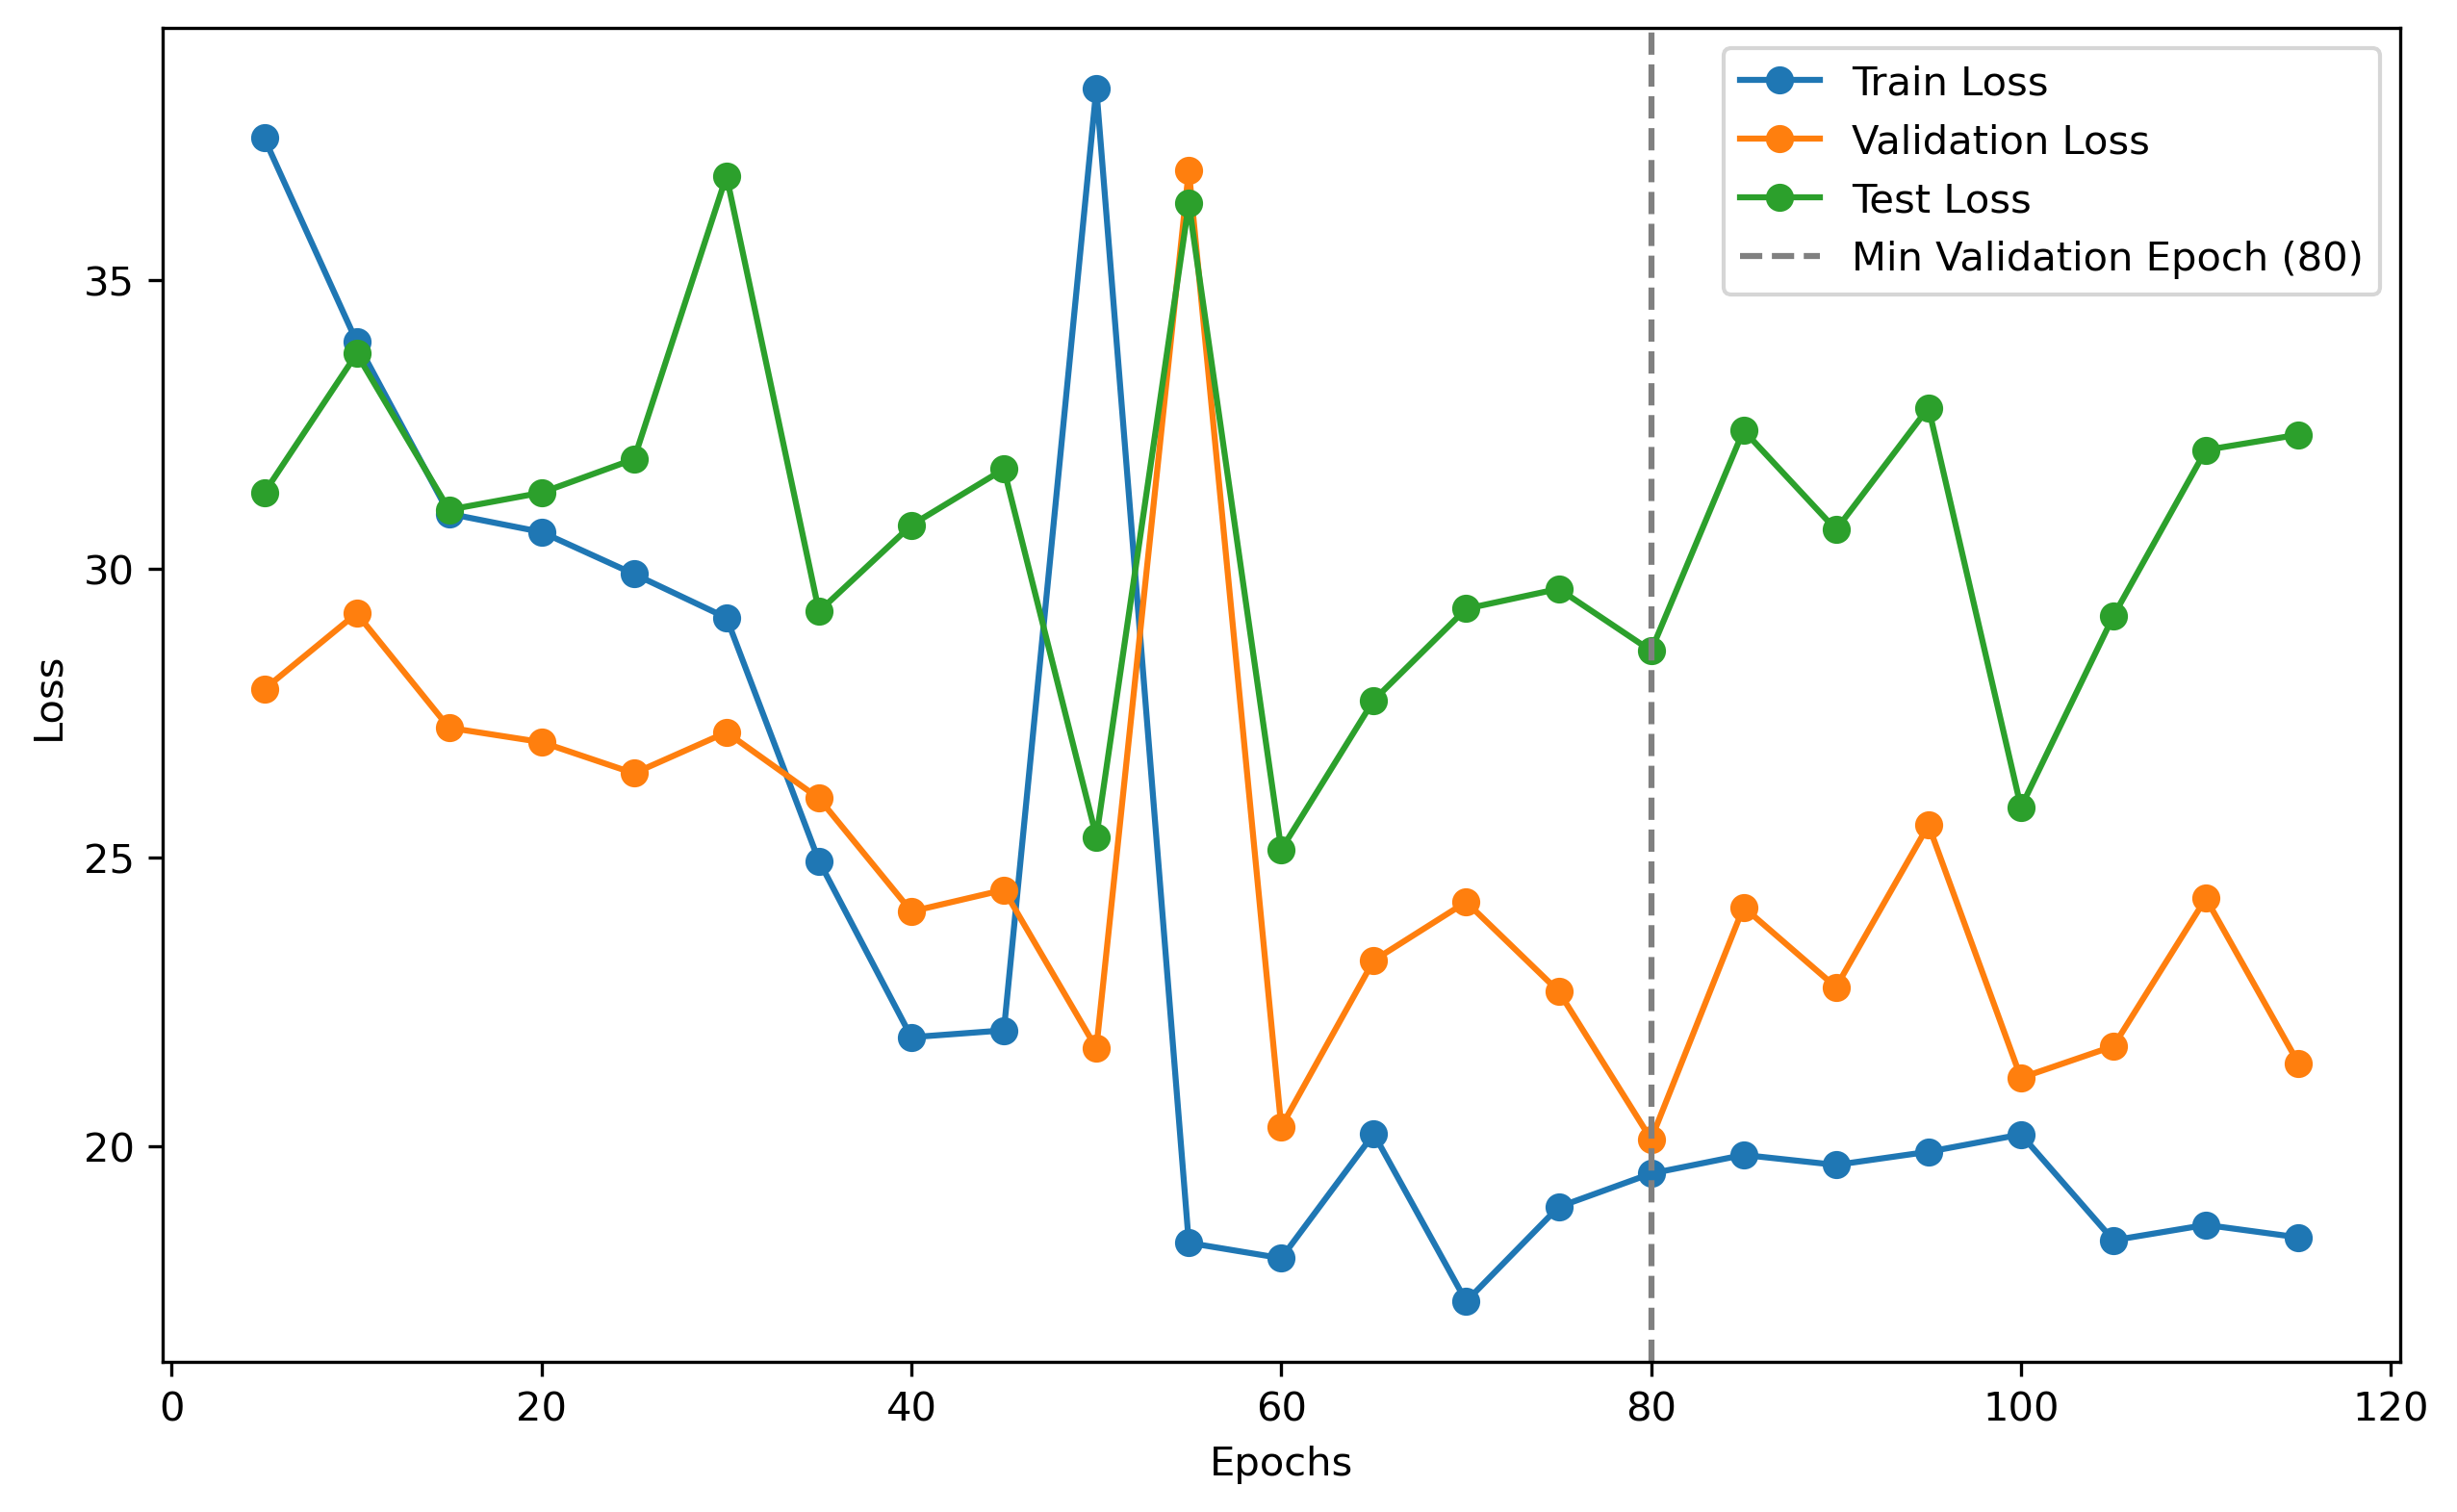 Train Loss
Validation Loss
Test Loss
Min Validation Epoch (80)
35
30
25
20
Loss
0 20 40 60 80 100 120
Epochs